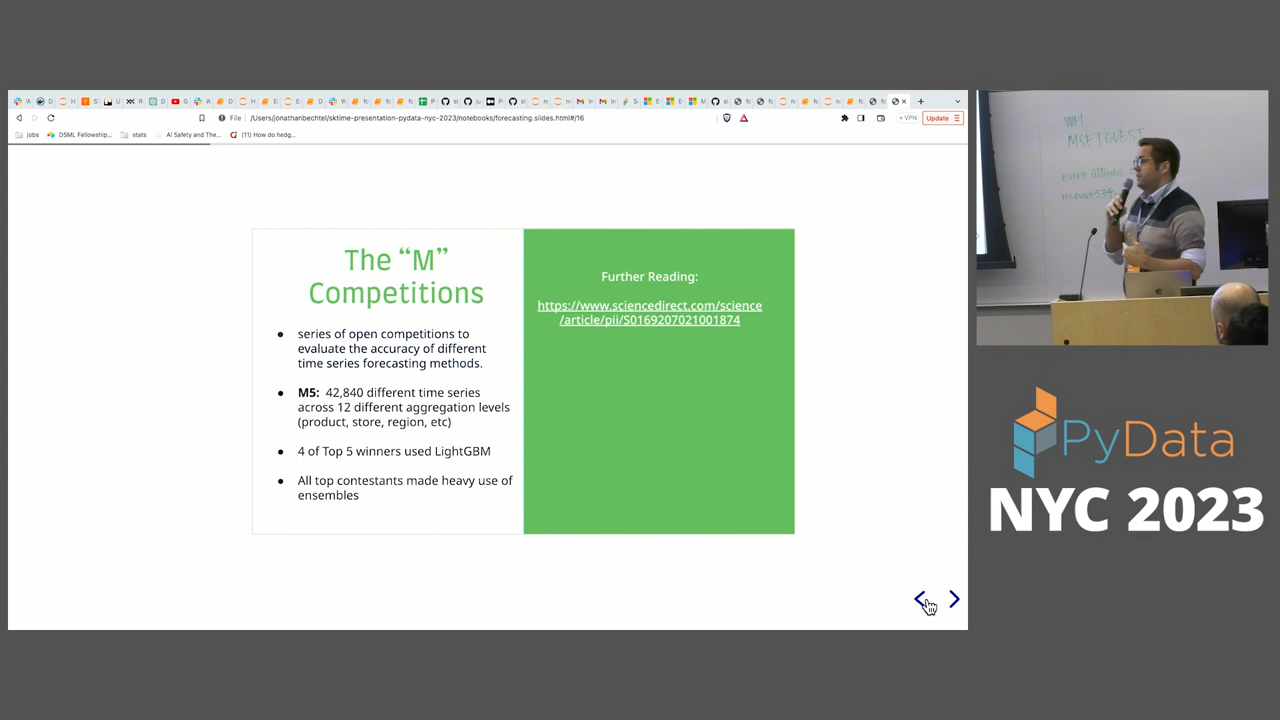 File
/Users/jonathanbechtel/sktime-presentation-pydata-nyc-2023/notebooks/forecasting.slides.html#/16
VPN
Update
jobs
DSML Fellowship...
stats
AI Safety and The...
(11) How do hedg...
The “M”
Competitions
● series of open competitions to
evaluate the accuracy of different
time series forecasting methods.
● M5: 42,840 different time series
across 12 different aggregation levels
(product, store, region, etc)
● 4 of Top 5 winners used LightGBM
● All top contestants made heavy use of
ensembles
Further Reading:
https://www.sciencedirect.com/science
/article/pii/S0169207021001874
MSFTGUEST
PyData
NYC 2023